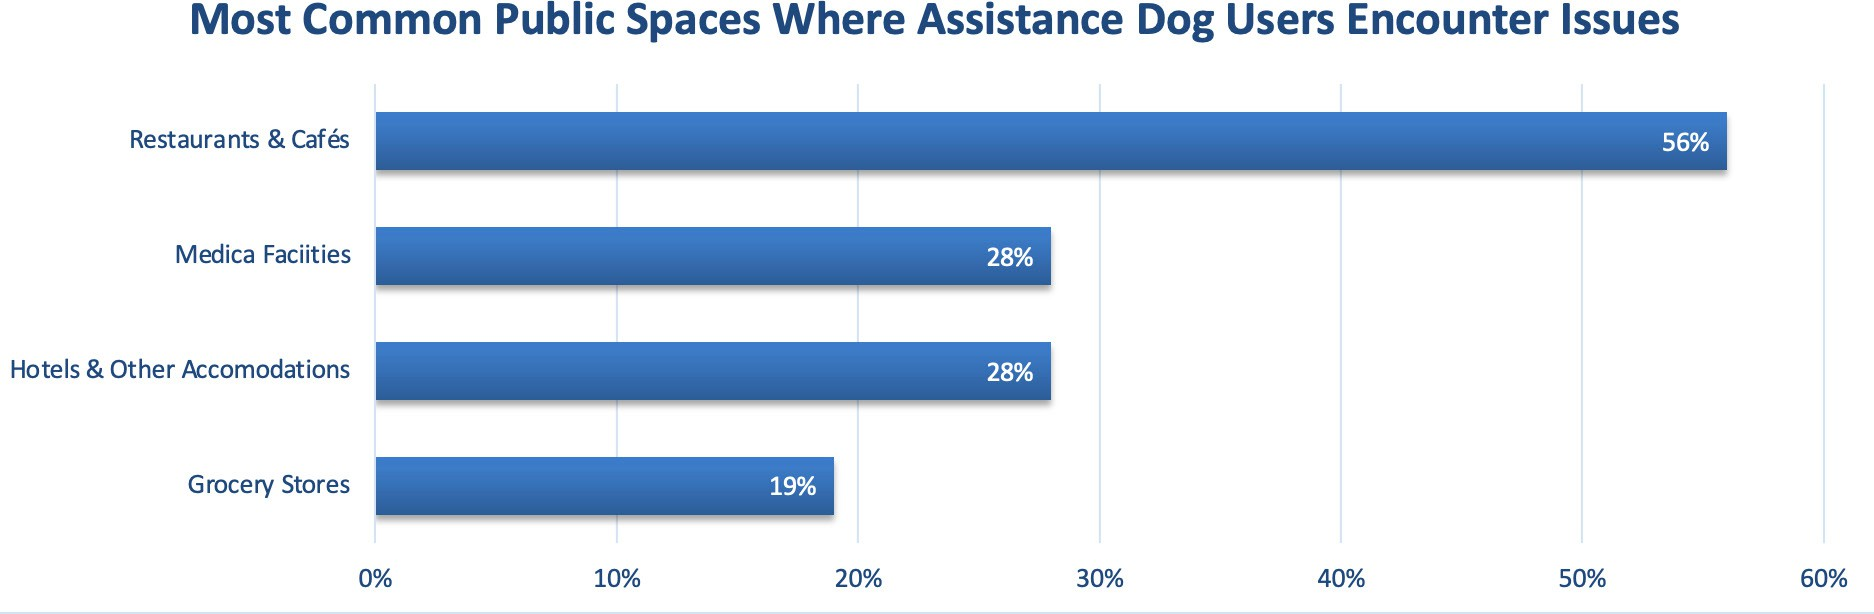 Most Common Public Spaces Where Assistance Dog Users Encounter Issues
Restaurants & Cafés
56%
Medica Faciities
28%
Hotels & Other Accomodations
28%
Grocery Stores
19%
0% 10% 20% 30% 40% 50% 60%